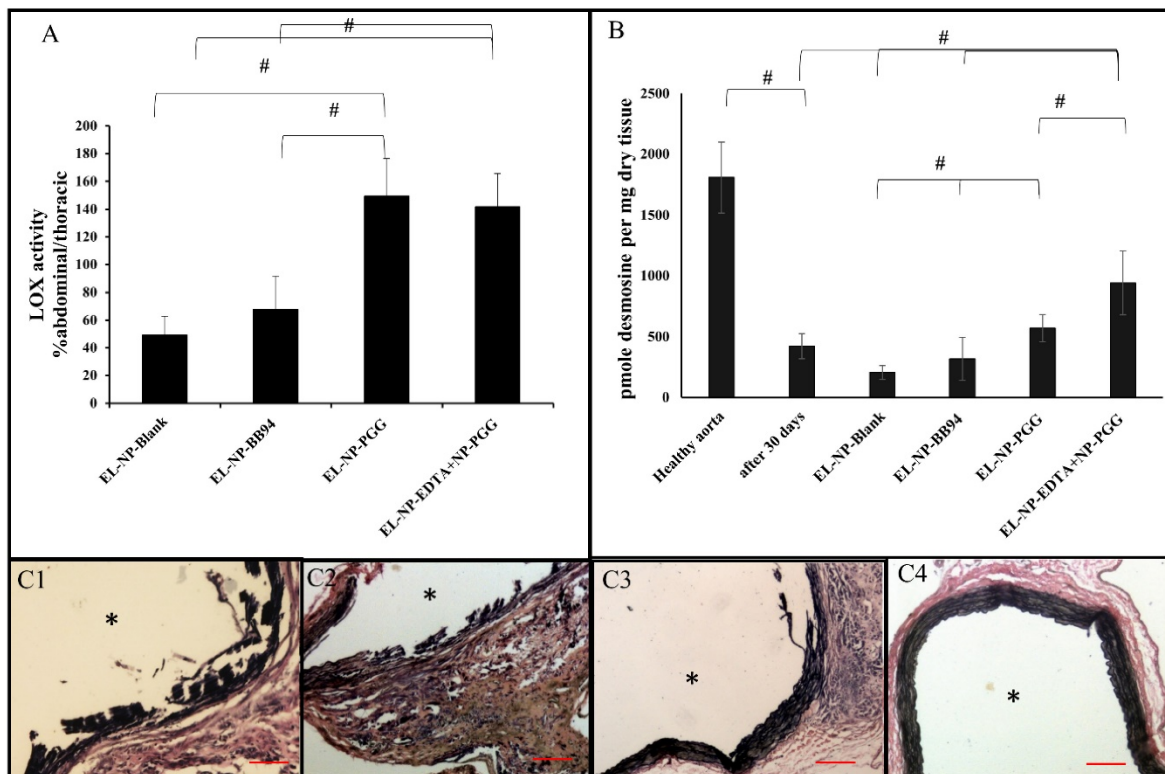 A
#
#
#
#
LOX activity
%abdominal/thoracic
200
180
160
140
120
100
80
60
40
20
0
EL-NP-Blank
EL-NP-BB94
EL-NP-PGG
EL-NP-EDTA+NP-PGG
B
#
#
#
#
pmole desmosine per mg dry tissue
2500
2000
1500
1000
500
0
Healthy aorta
after 30 days
EL-NP-Blank
EL-NP-BB94
EL-NP-PGG
EL-NP-EDTA+NP-PGG
C1
*
C2
*
C3
*
C4
*